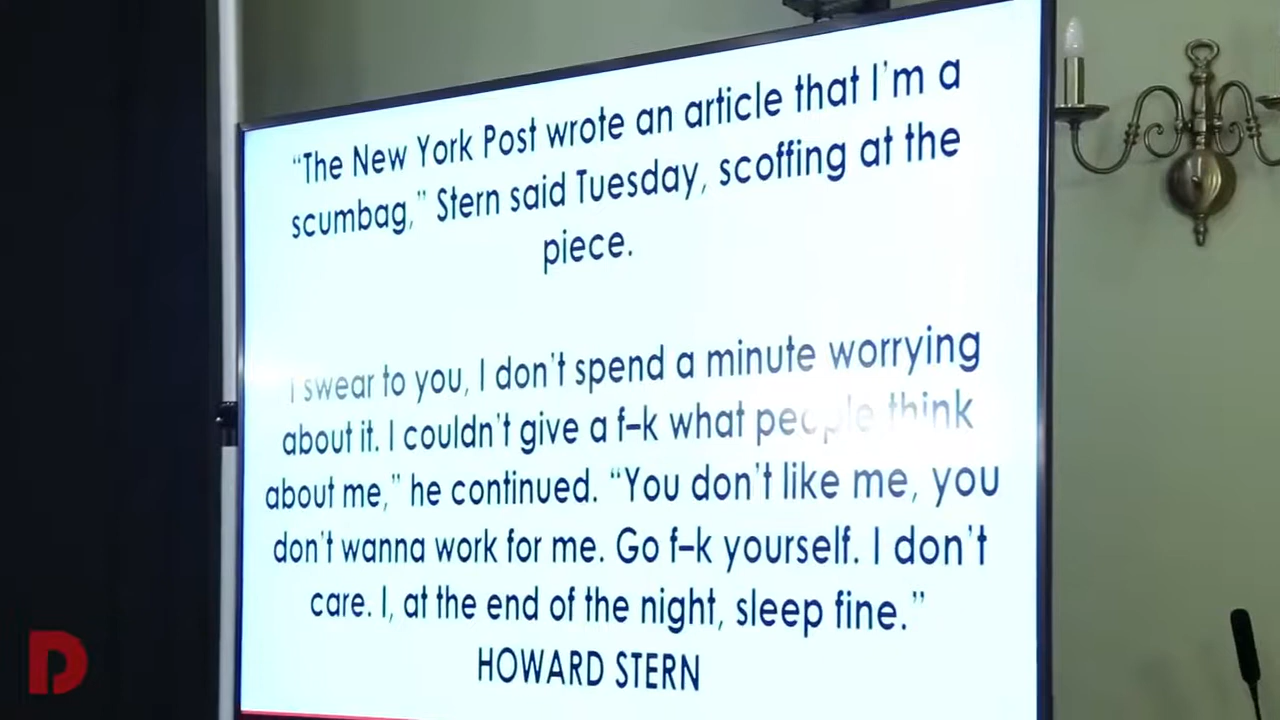 “The New York Post wrote an article that I'm a
scumbag,” Stern said Tuesday, scoffing at the
piece.
I swear to you, I don't spend a minute worrying
about it. I couldn't give a f–k what people think
about me,” he continued. “You don't like me, you
don't wanna work for me. Go f–k yourself. I don't
care. I, at the end of the night, sleep fine.”
HOWARD STERN
D